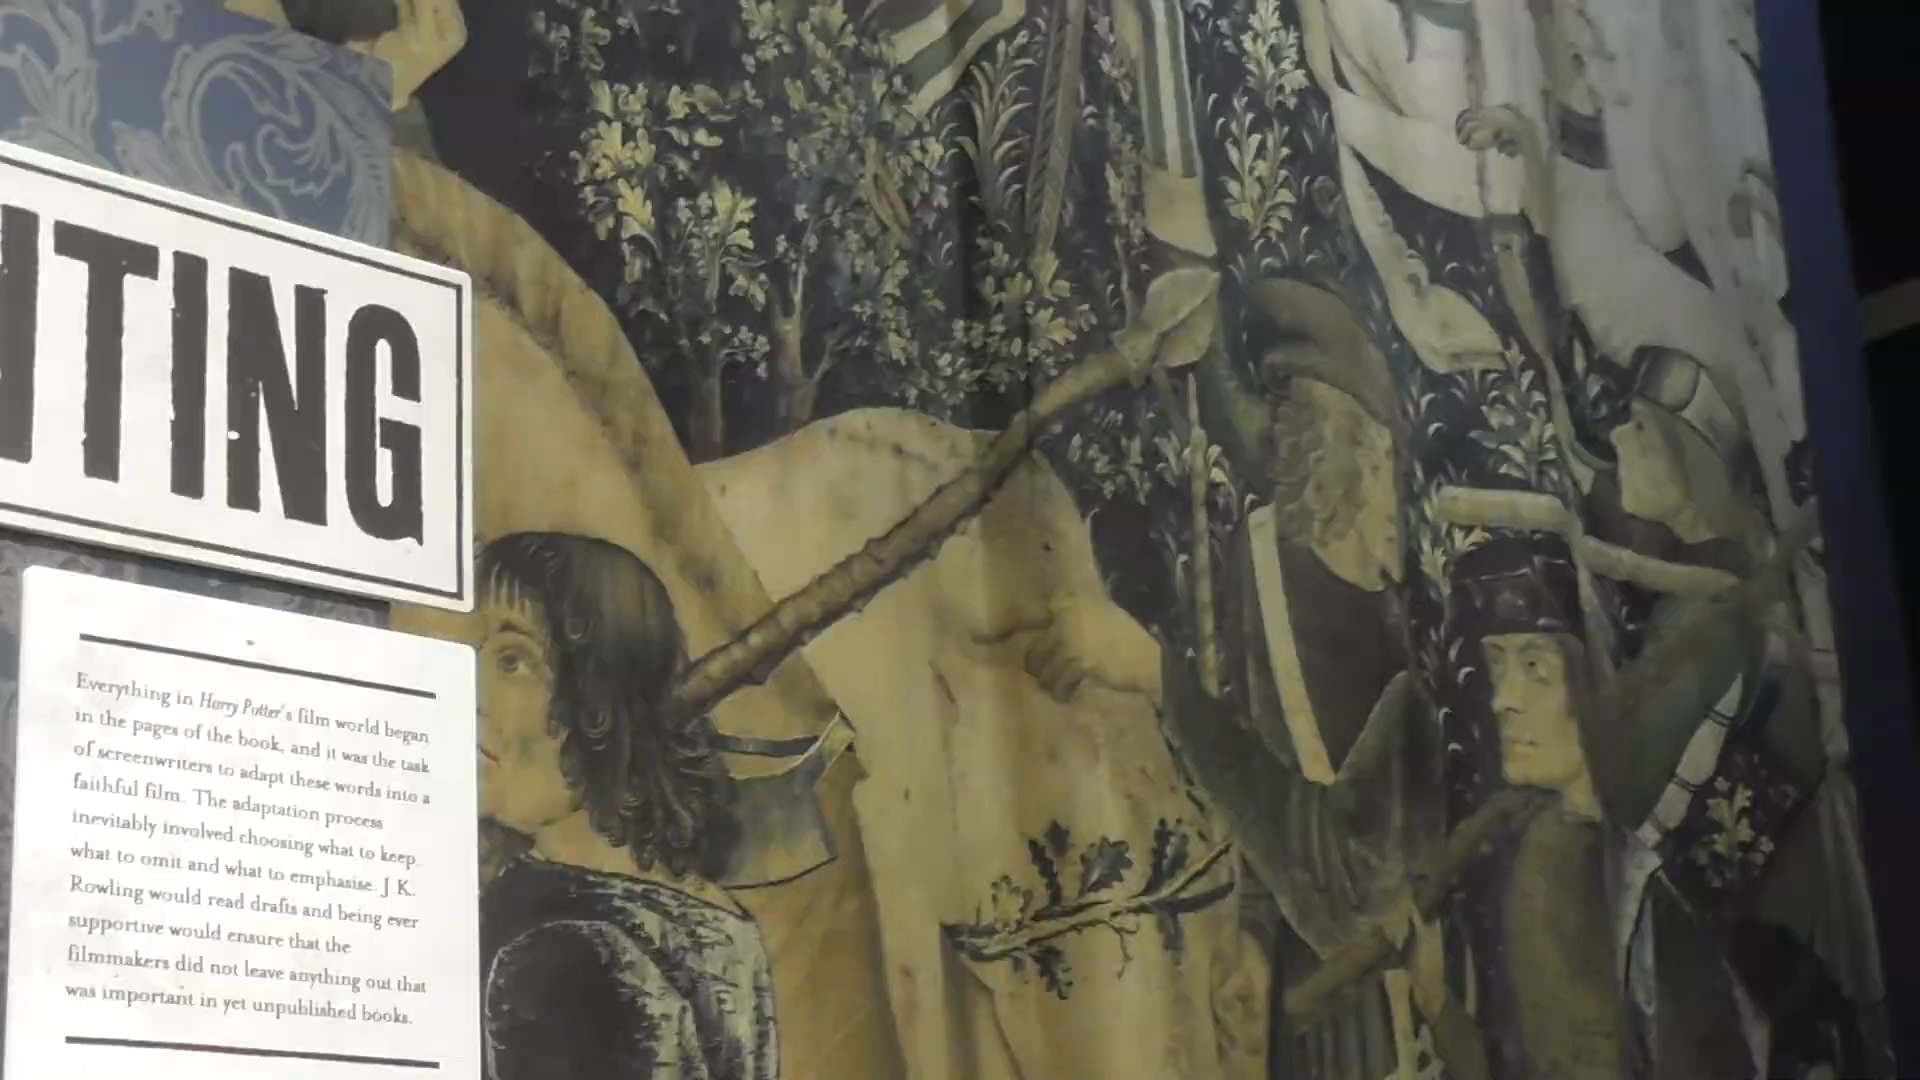 NTING
Everything in Harry Potter's film world began
in the pages of the book, and it was the task
of screenwriters to adapt these words into a
faithful film. The adaptation process
inevitably involved choosing what to keep,
what to omit and what to emphasise. J K.
Rowling would read drafts and being ever
supportive would ensure that the
filmmakers did not leave anything out that
was important in yet unpublished books.